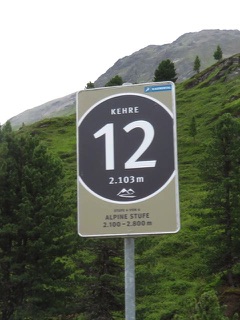 KEHRE
12
2.103 m
ALPINE STUFE
2.100 - 2.800 m